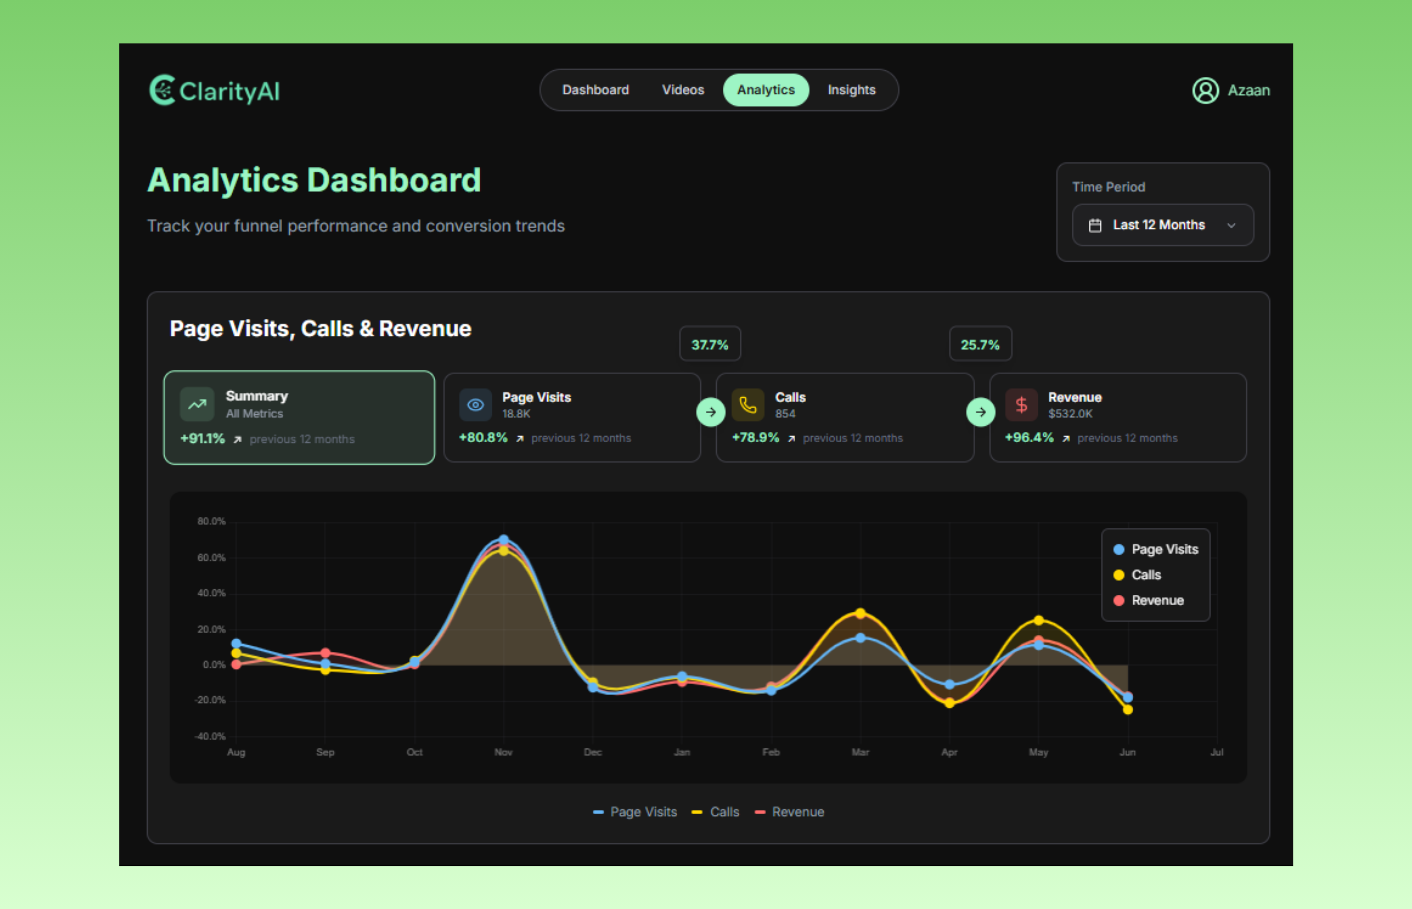 ClarityAI
Dashboard Videos Analytics Insights
Azaan
Analytics Dashboard
Track your funnel performance and conversion trends
Time Period
Last 12 Months
Page Visits, Calls & Revenue
37.7%
25.7%
Summary
All Metrics
+91.1% previous 12 months
Page Visits
18.8K
+80.8% previous 12 months
Calls
854
+78.9% previous 12 months
Revenue
$532.0K
+96.4% previous 12 months
80.0%
60.0%
40.0%
20.0%
0.0%
-20.0%
-40.0%
Aug Sep Oct Nov Dec Jan Feb Mar Apr May Jun Jul
Page Visits
Calls
Revenue
Page Visits Calls Revenue